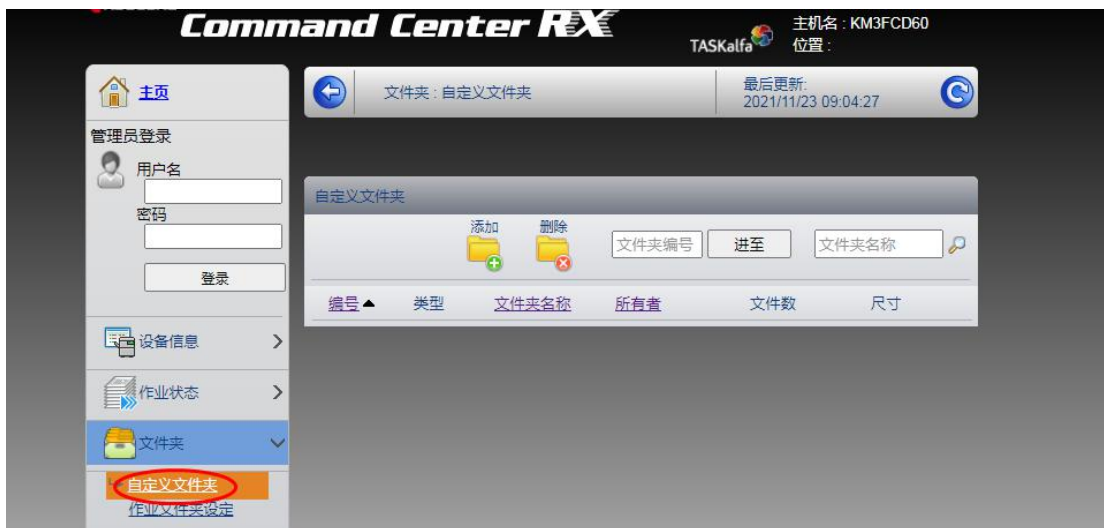 Command Center RX
TASKalfa
主机名 : KM3FCD60
位置 :
主页
管理员登录
用户名
密码
登录
设备信息
作业状态
文件夹
自定义文件夹
作业文件夹设定
文件夹 : 自定义文件夹
最后更新:
2021/11/23 09:04:27
自定义文件夹
添加
删除
文件夹编号
进至
文件夹名称
编号 类型 文件夹名称 所有者 文件数 尺寸